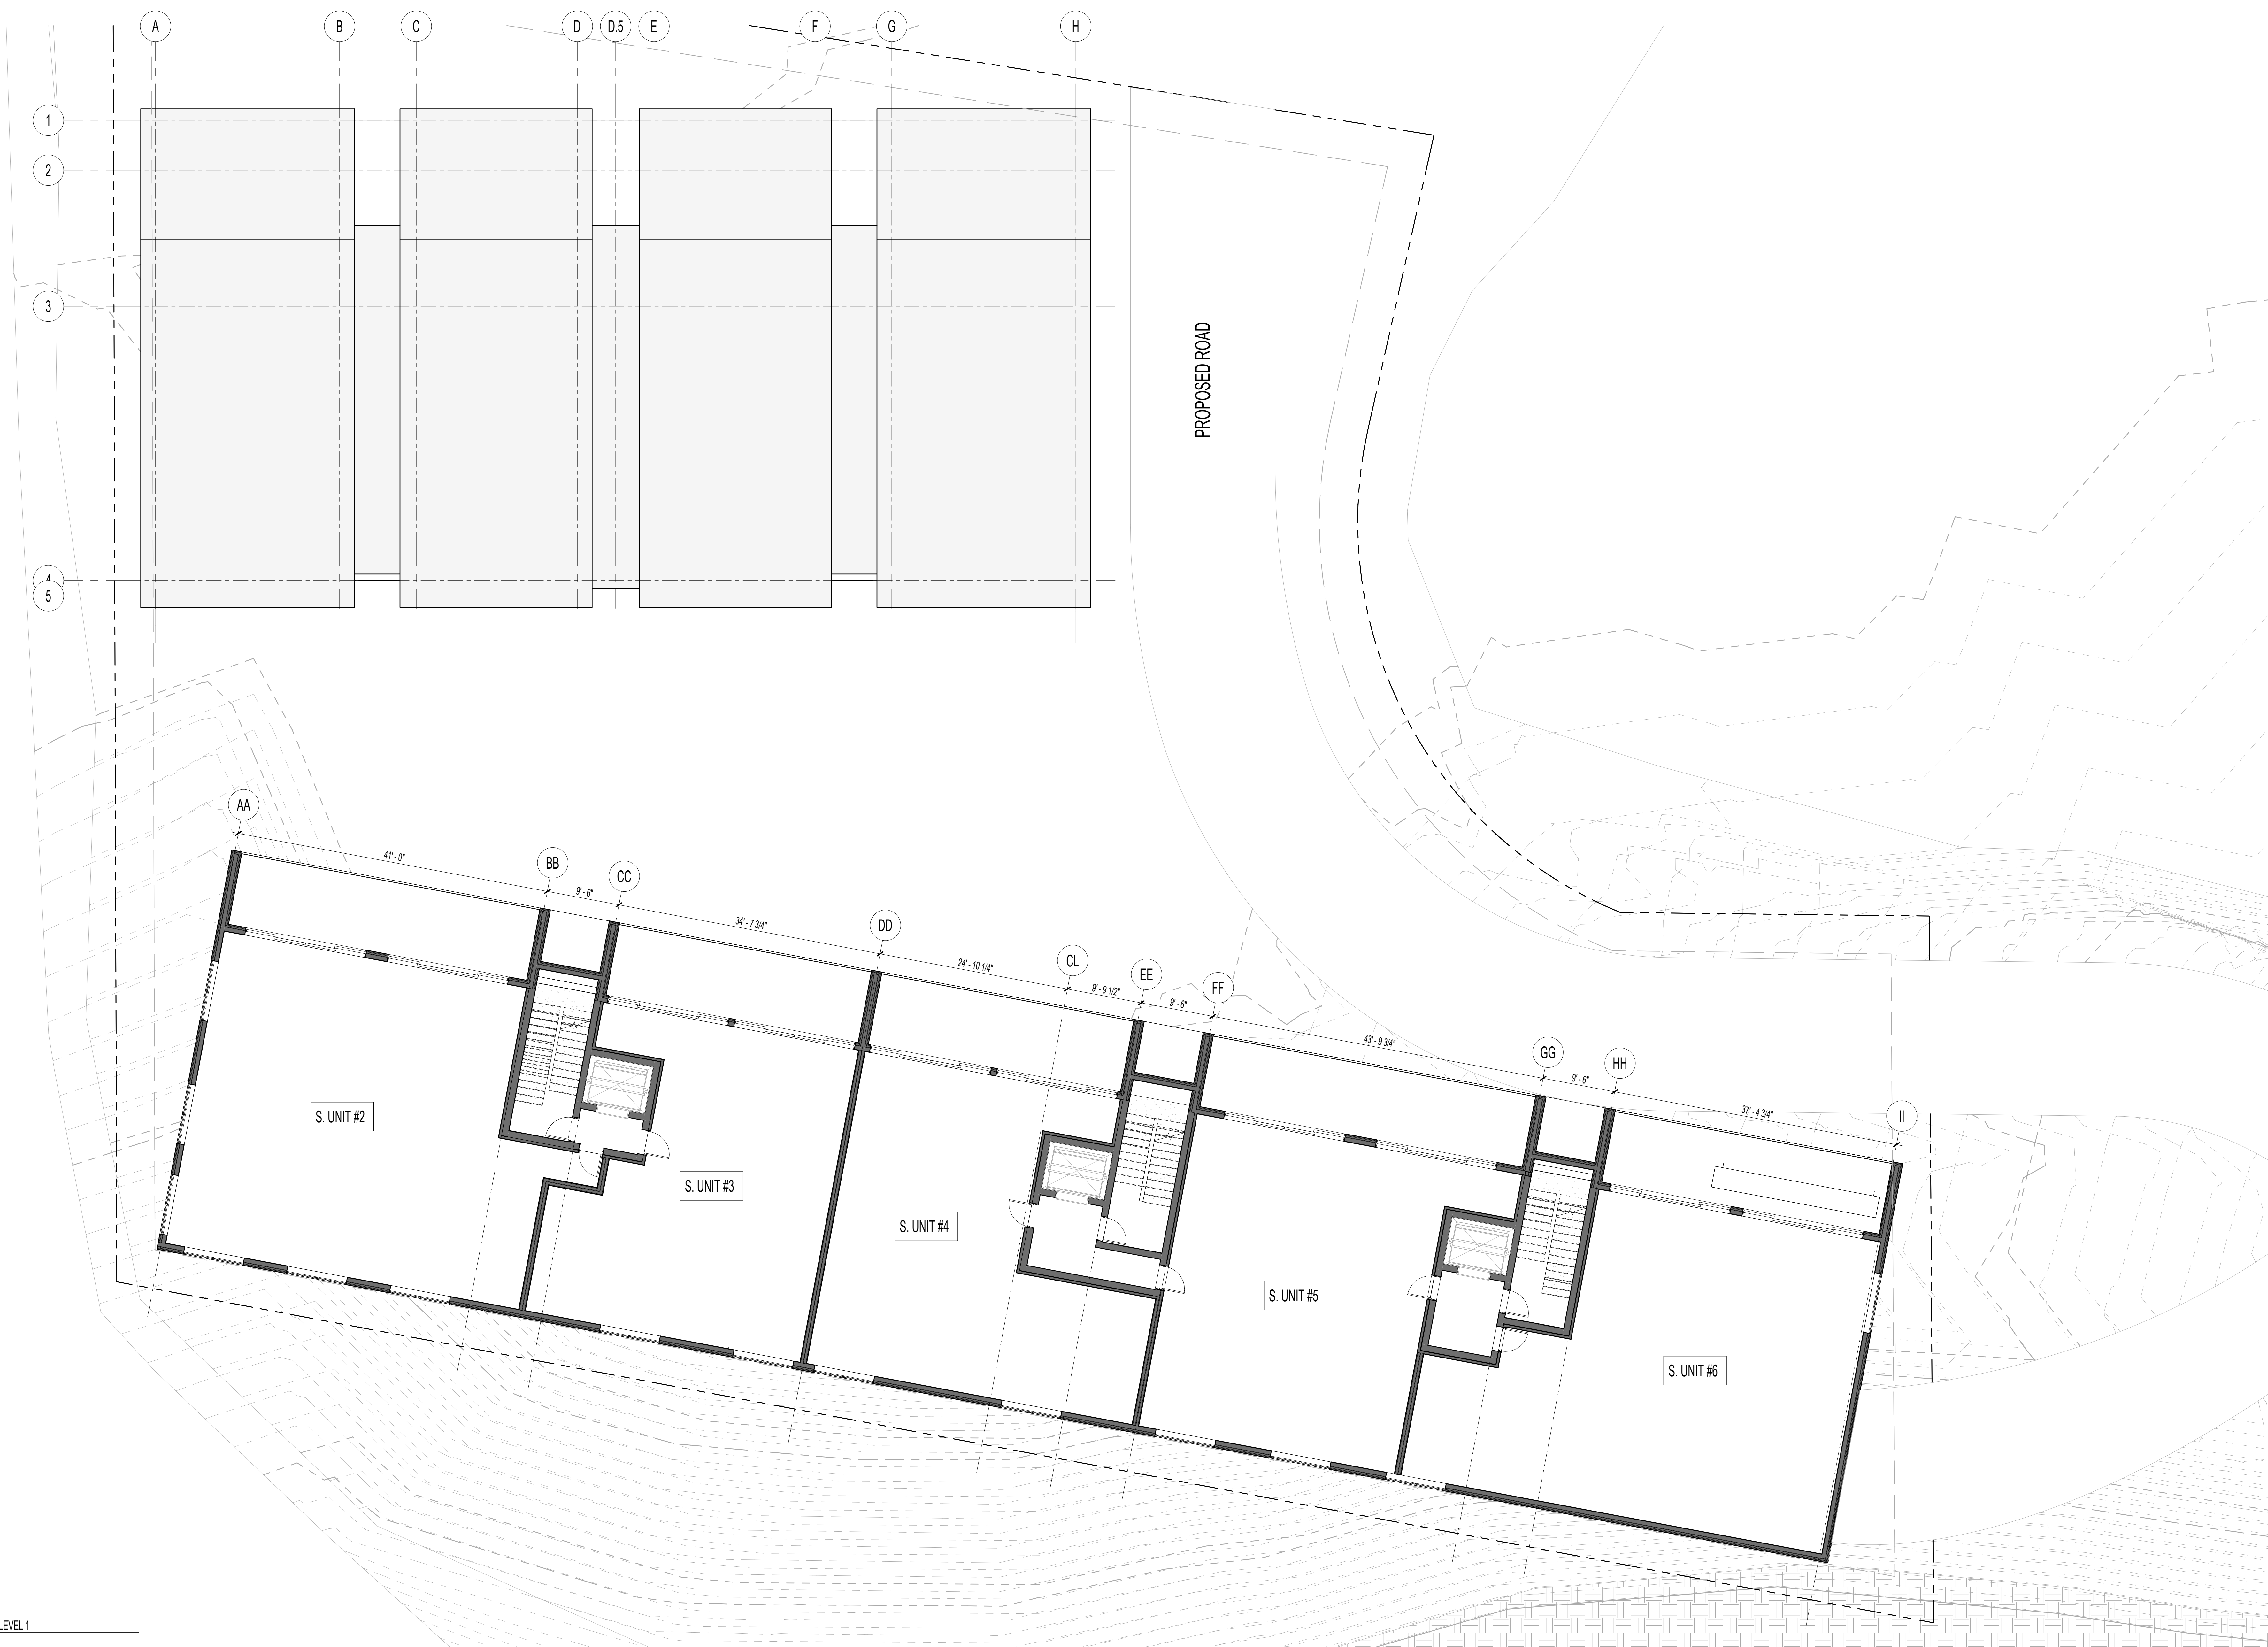 A
B
C
D
D.5
E
F
G
H
1
2
3
4
5
PROPOSED ROAD
AA
41' - 0"
BB
9' - 6"
CC
34' - 7 3/4"
DD
24' - 10 1/4"
CL
9' - 9 1/2"
EE
9' - 6"
FF
43' - 9 3/4"
GG
9' - 6"
HH
37' - 4 3/4"
II
S. UNIT #2
S. UNIT #3
S. UNIT #4
S. UNIT #5
S. UNIT #6
LEVEL 1